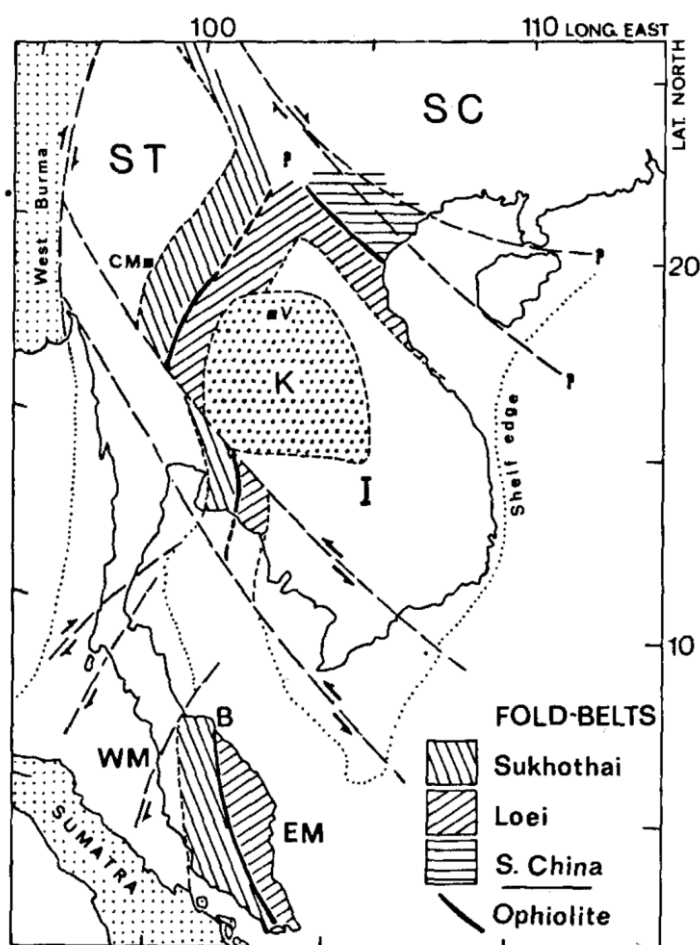 100
110 LONG. EAST
LAT. NORTH
SC
ST
?
West Burma
CM
20
?
V
K
?
Shelf edge
I
10
B
FOLD-BELTS
WM
Sukhothai
Loei
EM
SUMATRA
S. China
Ophiolite